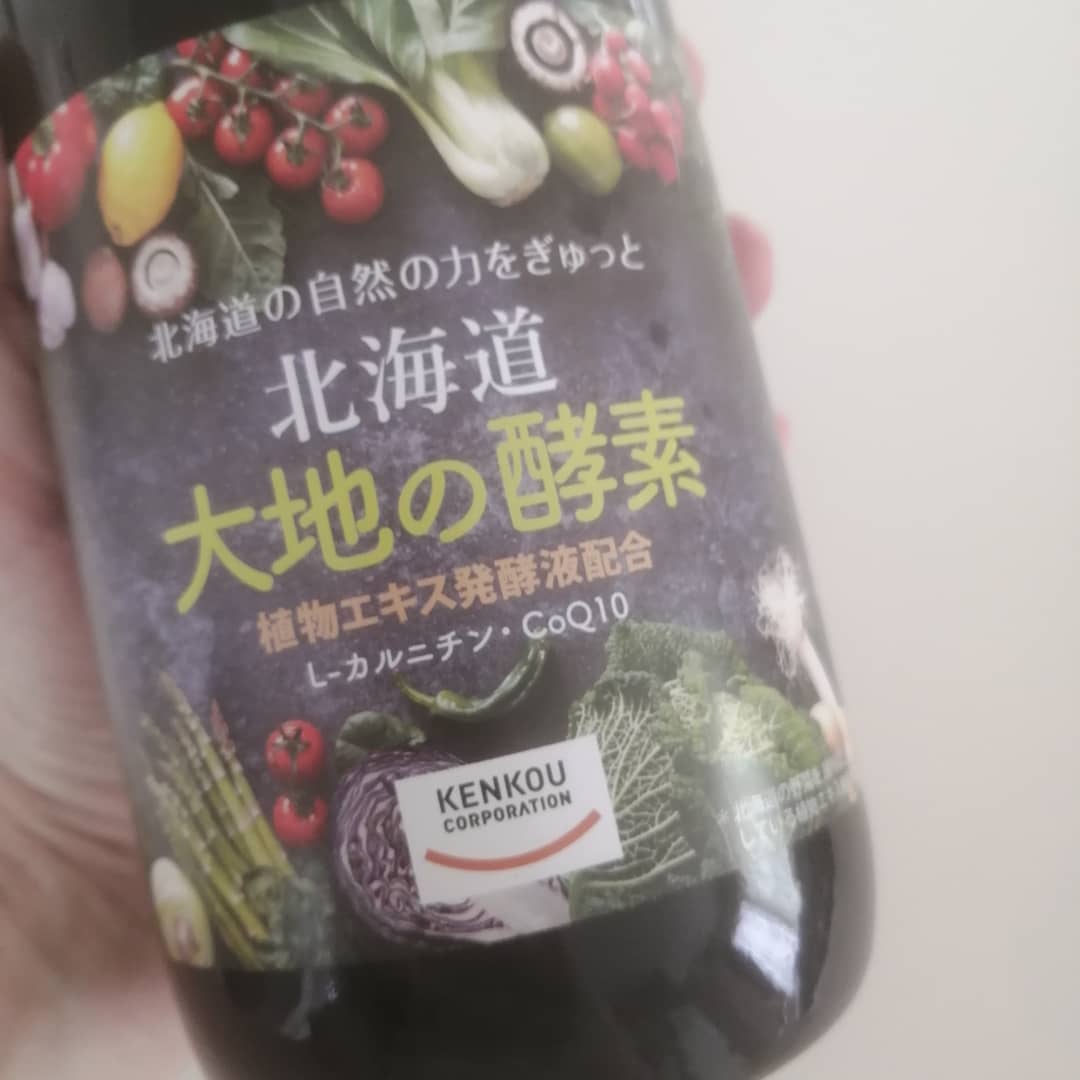 北海道の自然の力をぎゅっと
北海道
大地の酵素
植物エキス発酵液配合
L-カルニチン・CoQ10
KENKOU
CORPORATION